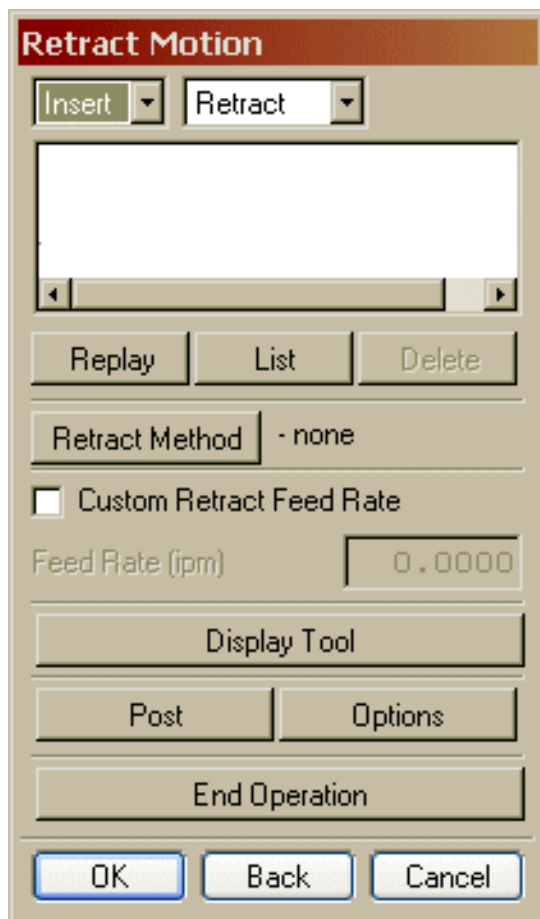 Retract Motion
Insert Retract
Replay List Delete
Retract Method - none
Custom Retract Feed Rate
Feed Rate (ipm) 0.0000
Display Tool
Post Options
End Operation
OK Back Cancel